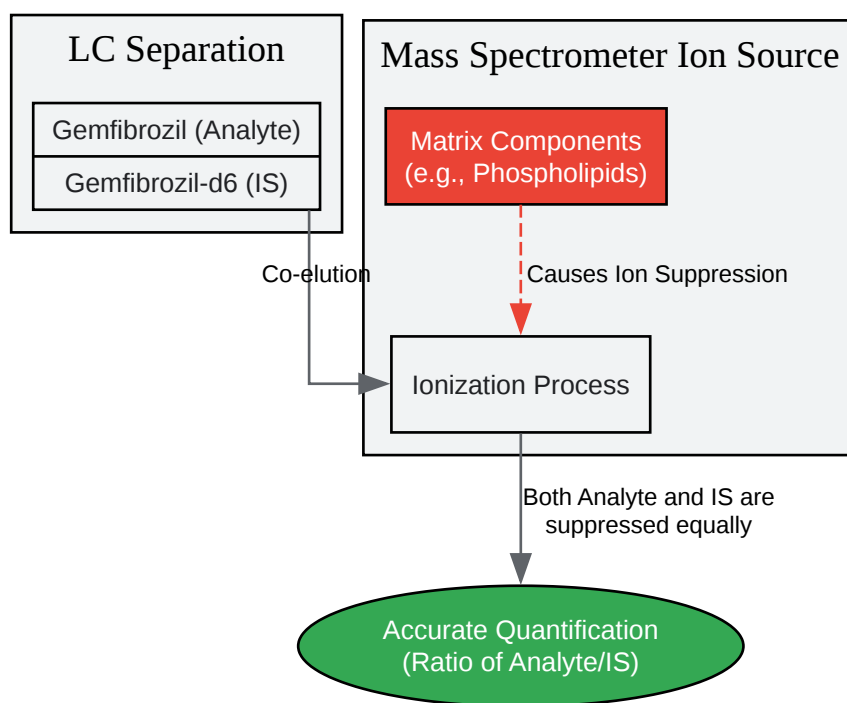 LC Separation
Gemfibrozil (Analyte)
Gemfibrozil-d6 (IS)
Mass Spectrometer Ion Source
Matrix Components
(e.g., Phospholipids)
Co-elution
Causes Ion Suppression
Ionization Process
Both Analyte and IS are
suppressed equally
Accurate Quantification
(Ratio of Analyte/IS)